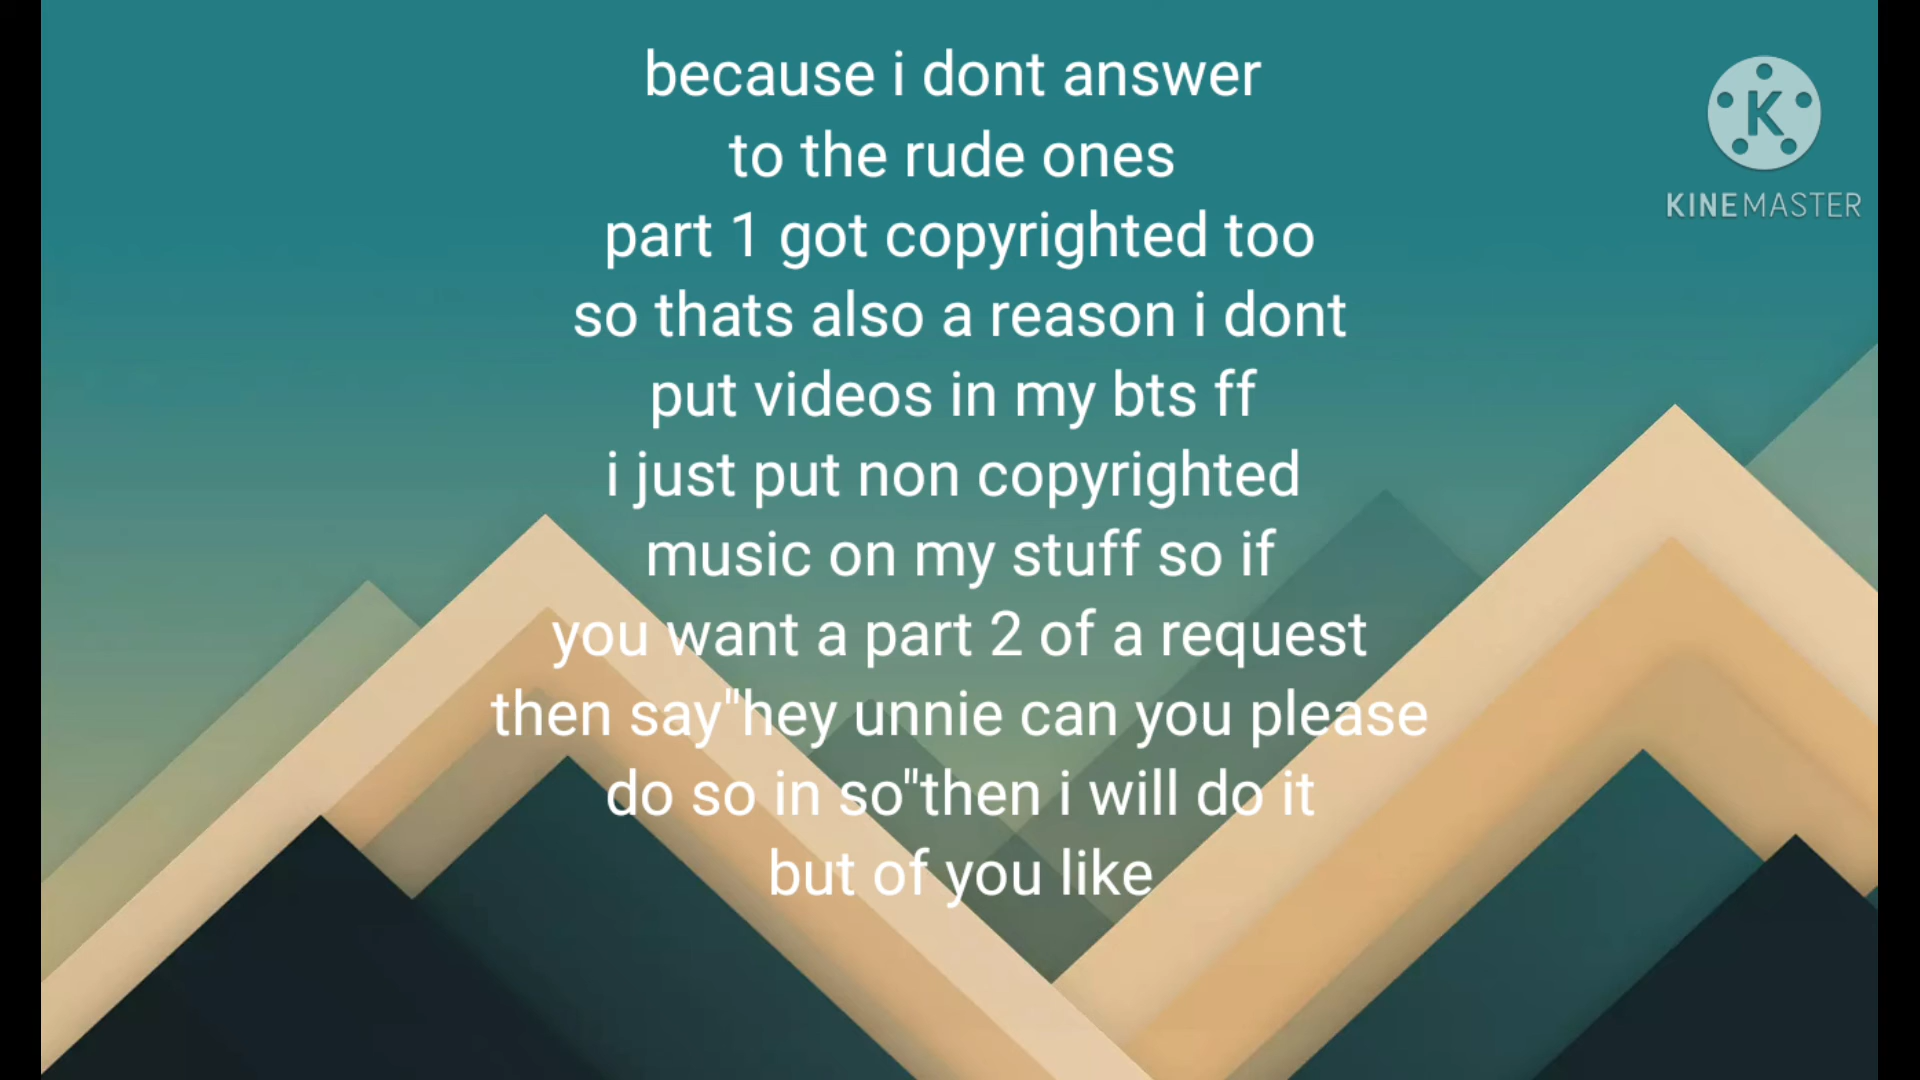 because i dont answer
to the rude ones
part 1 got copyrighted too
so thats also a reason i dont
put videos in my bts ff
i just put non copyrighted
music on my stuff so if
you want a part 2 of a request
then say"hey unnie can you please
do so in so"then i will do it
but of you like
K
KINEMASTER